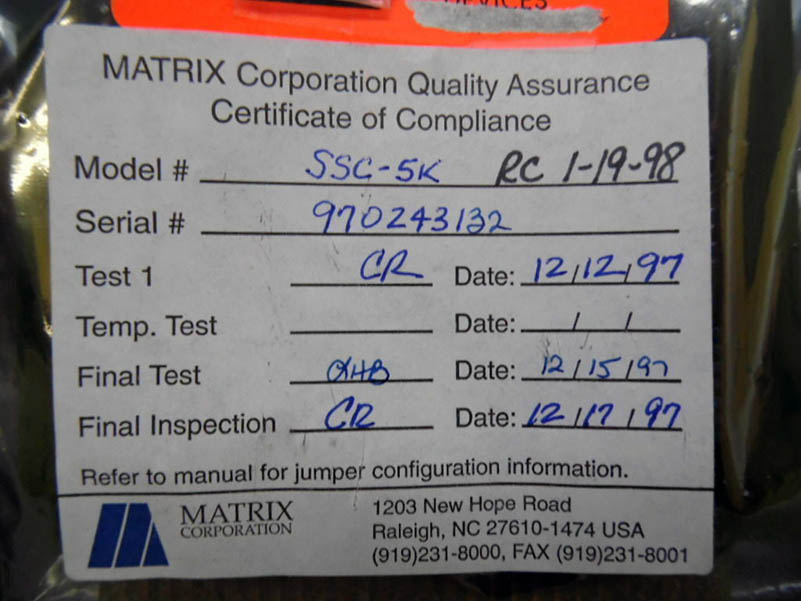 DEVICES
MATRIX Corporation Quality Assurance
Certificate of Compliance
Model # SSC-5K RC 1-19-98
Serial # 970243132
Test 1 CR Date: 12/12/97
Temp. Test Date: / /
Final Test Date: 12/15/97
Final Inspection CR Date: 12/17/97
Refer to manual for jumper configuration information.
MATRIX
CORPORATION
1203 New Hope Road
Raleigh, NC 27610-1474 USA
(919)231-8000, FAX (919)231-8001